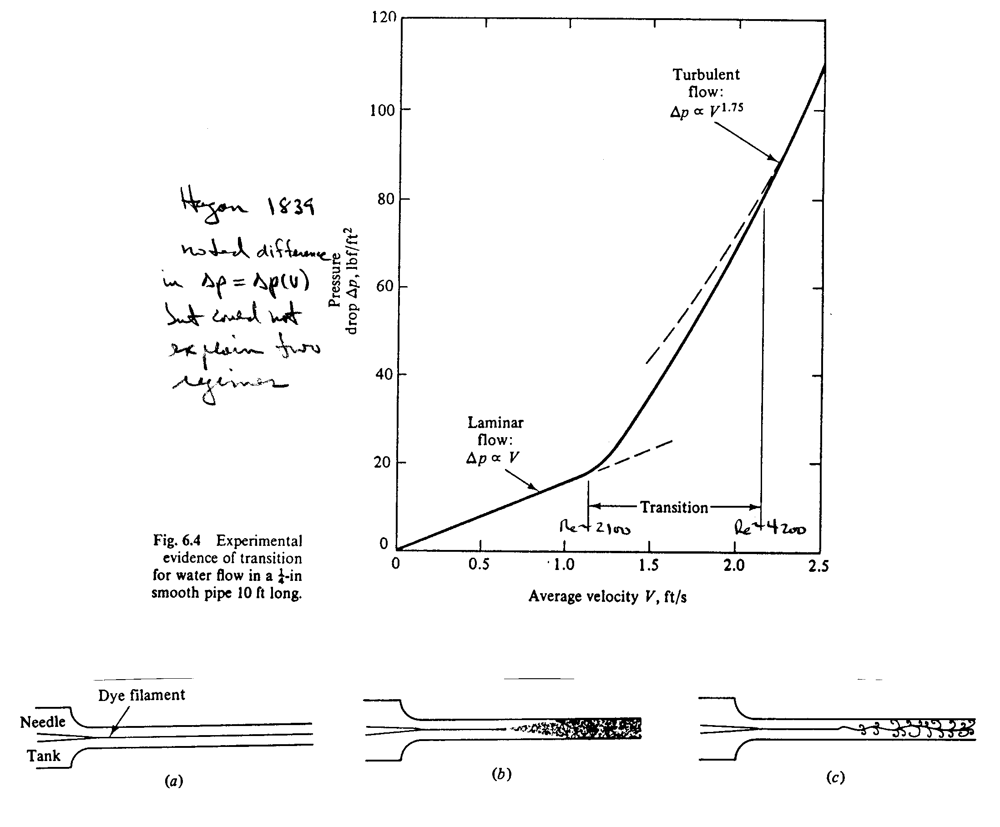 120
100
80
60
40
20
0
0 0.5 1.0 1.5 2.0 2.5
Pressure
drop Δp, lbf/ft²
Average velocity V, ft/s
Turbulent
flow:
Δp ∝ V^1.75
Laminar
flow:
Δp ∝ V
Transition
Re~2100
Re~4200
Hagen 1839
noted difference
in Δp = Δp(V)
but could not
explain two
regimes
Fig. 6.4 Experimental
evidence of transition
for water flow in a ¼-in
smooth pipe 10 ft long.
Dye filament
Needle
Tank
(a)
(b)
(c)